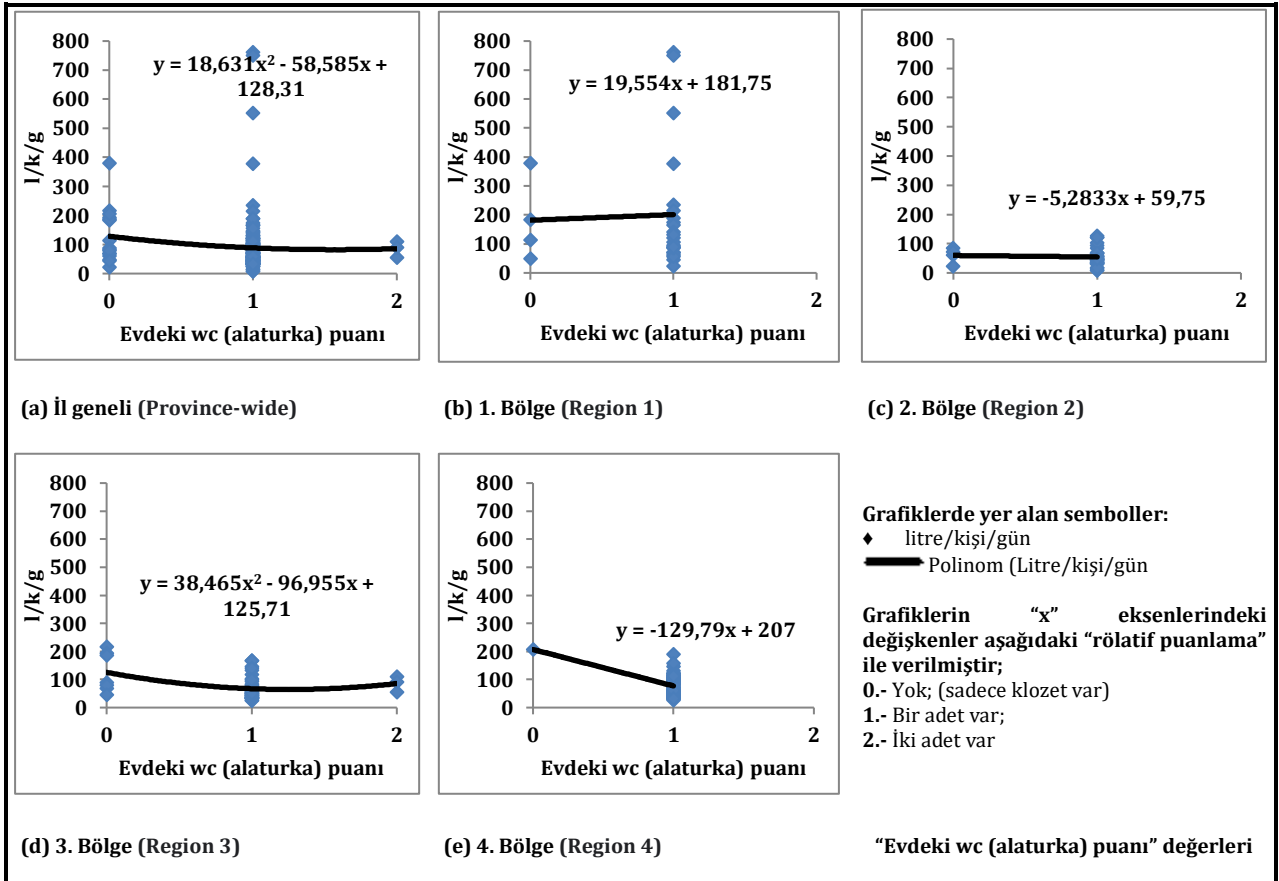 800
700
600
500
400
300
200
100
0
l/k/g
y = 18,631x² - 58,585x +
128,31
0 1 2
Evdeki wc (alaturka) puanı
(a) İl geneli (Province-wide)
800
700
600
500
400
300
200
100
0
l/k/g
y = 19,554x + 181,75
0 1 2
Evdeki wc (alaturka) puanı
(b) 1. Bölge (Region 1)
800
700
600
500
400
300
200
100
0
l/k/g
y = -5,2833x + 59,75
0 1 2
Evdeki wc (alaturka) puanı
(c) 2. Bölge (Region 2)
800
700
600
500
400
300
200
100
0
l/k/g
y = 38,465x² - 96,955x +
125,71
0 1 2
Evdeki wc (alaturka) puanı
(d) 3. Bölge (Region 3)
800
700
600
500
400
300
200
100
0
l/k/g
y = -129,79x + 207
0 1 2
Evdeki wc (alaturka) puanı
(e) 4. Bölge (Region 4)
Grafiklerde yer alan semboller:
♦ litre/kişi/gün
Polinom (Litre/kişi/gün
Grafiklerin "x" eksenlerindeki
değişkenler aşağıdaki "rölatif puanlama"
ile verilmiştir;
0.- Yok; (sadece klozet var)
1.- Bir adet var;
2.- İki adet var
"Evdeki wc (alaturka) puanı" değerleri